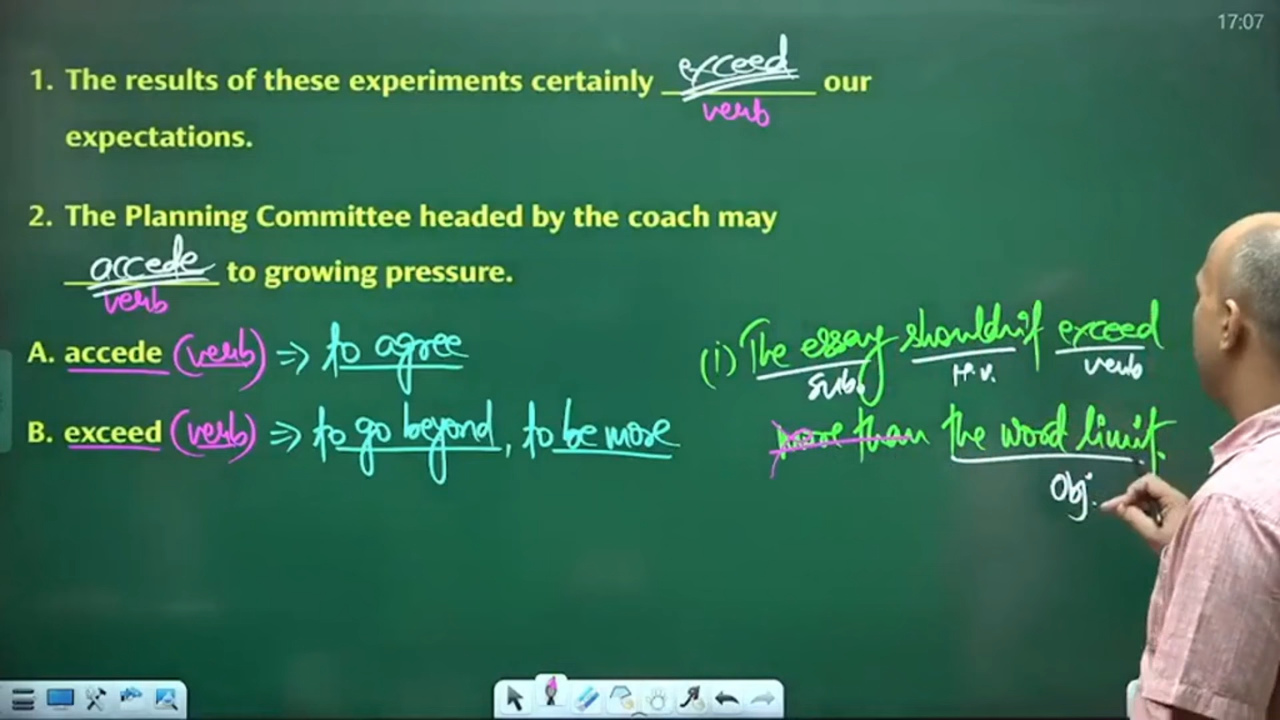 17:07
1. The results of these experiments certainly exceed our
verb
expectations.
2. The Planning Committee headed by the coach may
accede to growing pressure.
verb
A. accede (verb) ⇒ to agree
B. exceed (verb) ⇒ to go beyond, to be more
(i) The essay shouldn't exceed
Sub. H.V. verb
more than the word limit.
Obj.